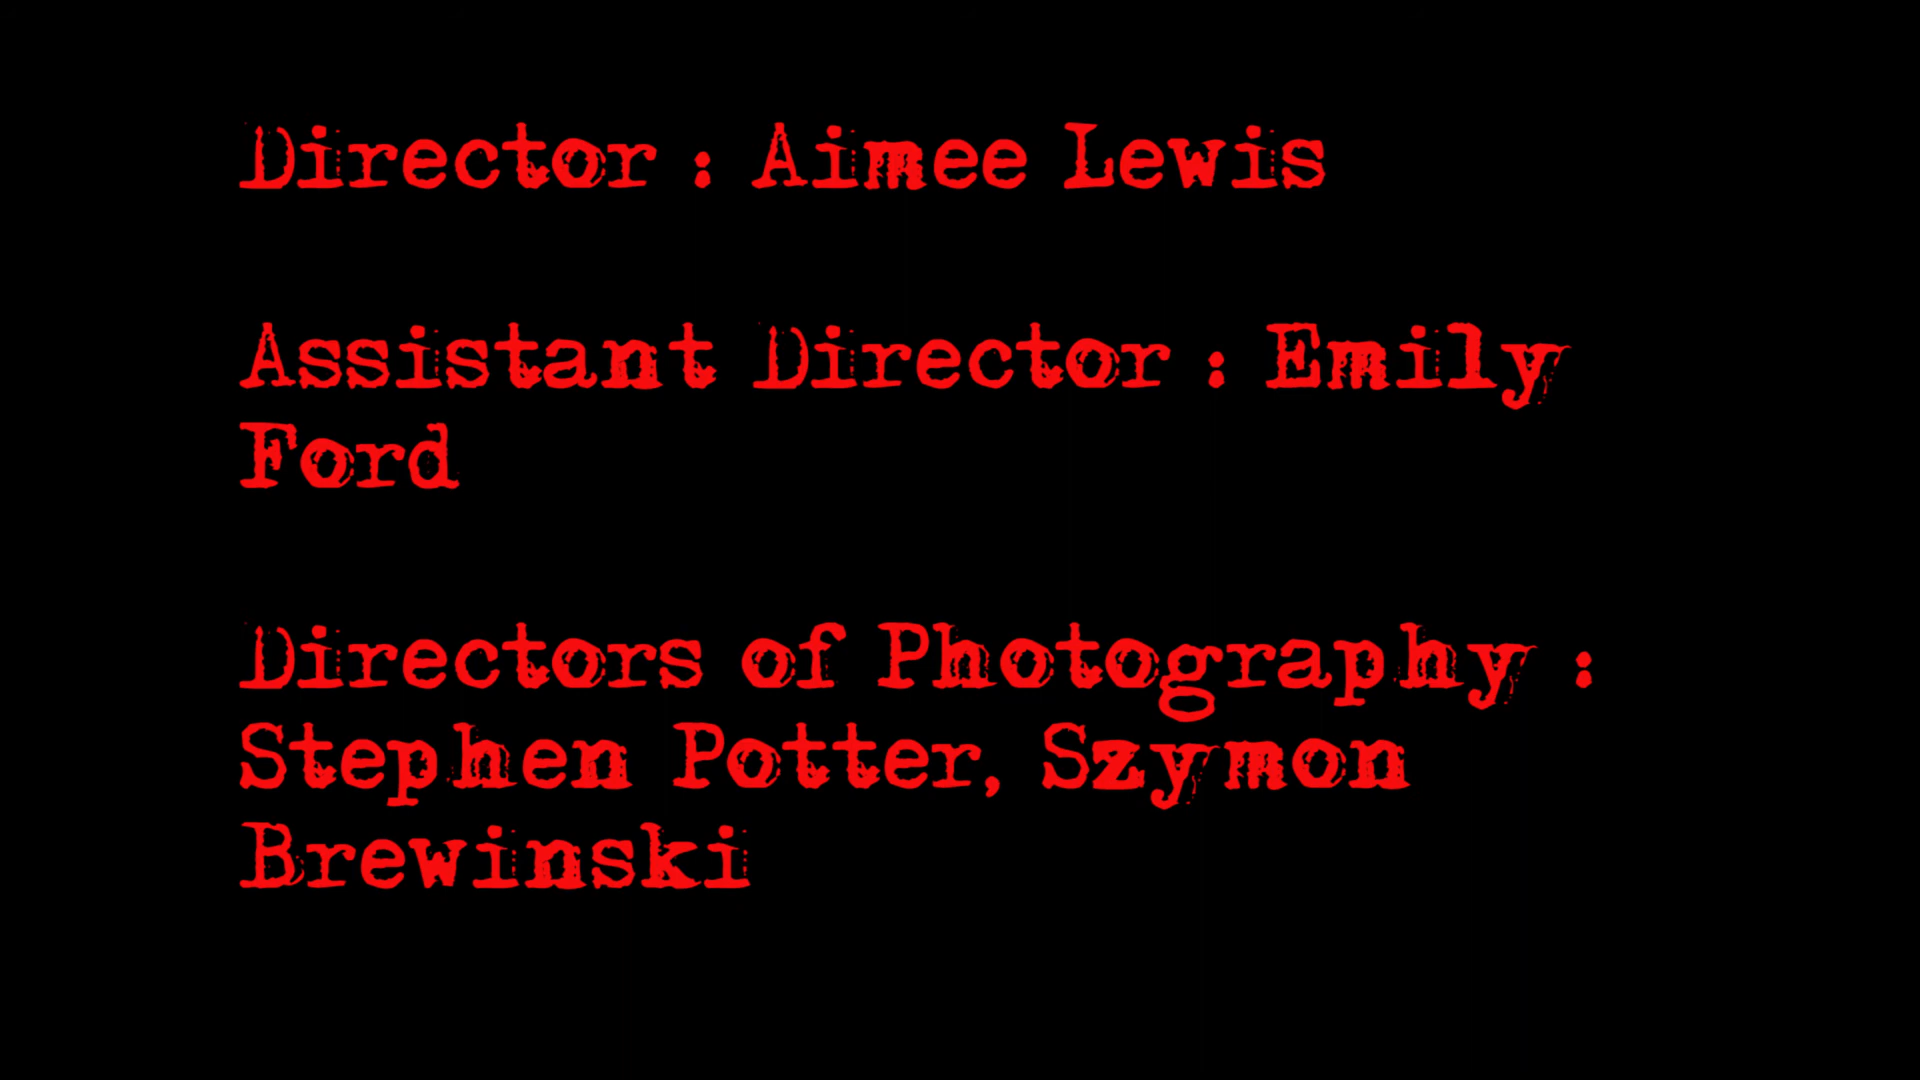 Director : Aimee Lewis
Assistant Director : Emily
Ford
Directors of Photography :
Stephen Potter, Szymon
Brewinski